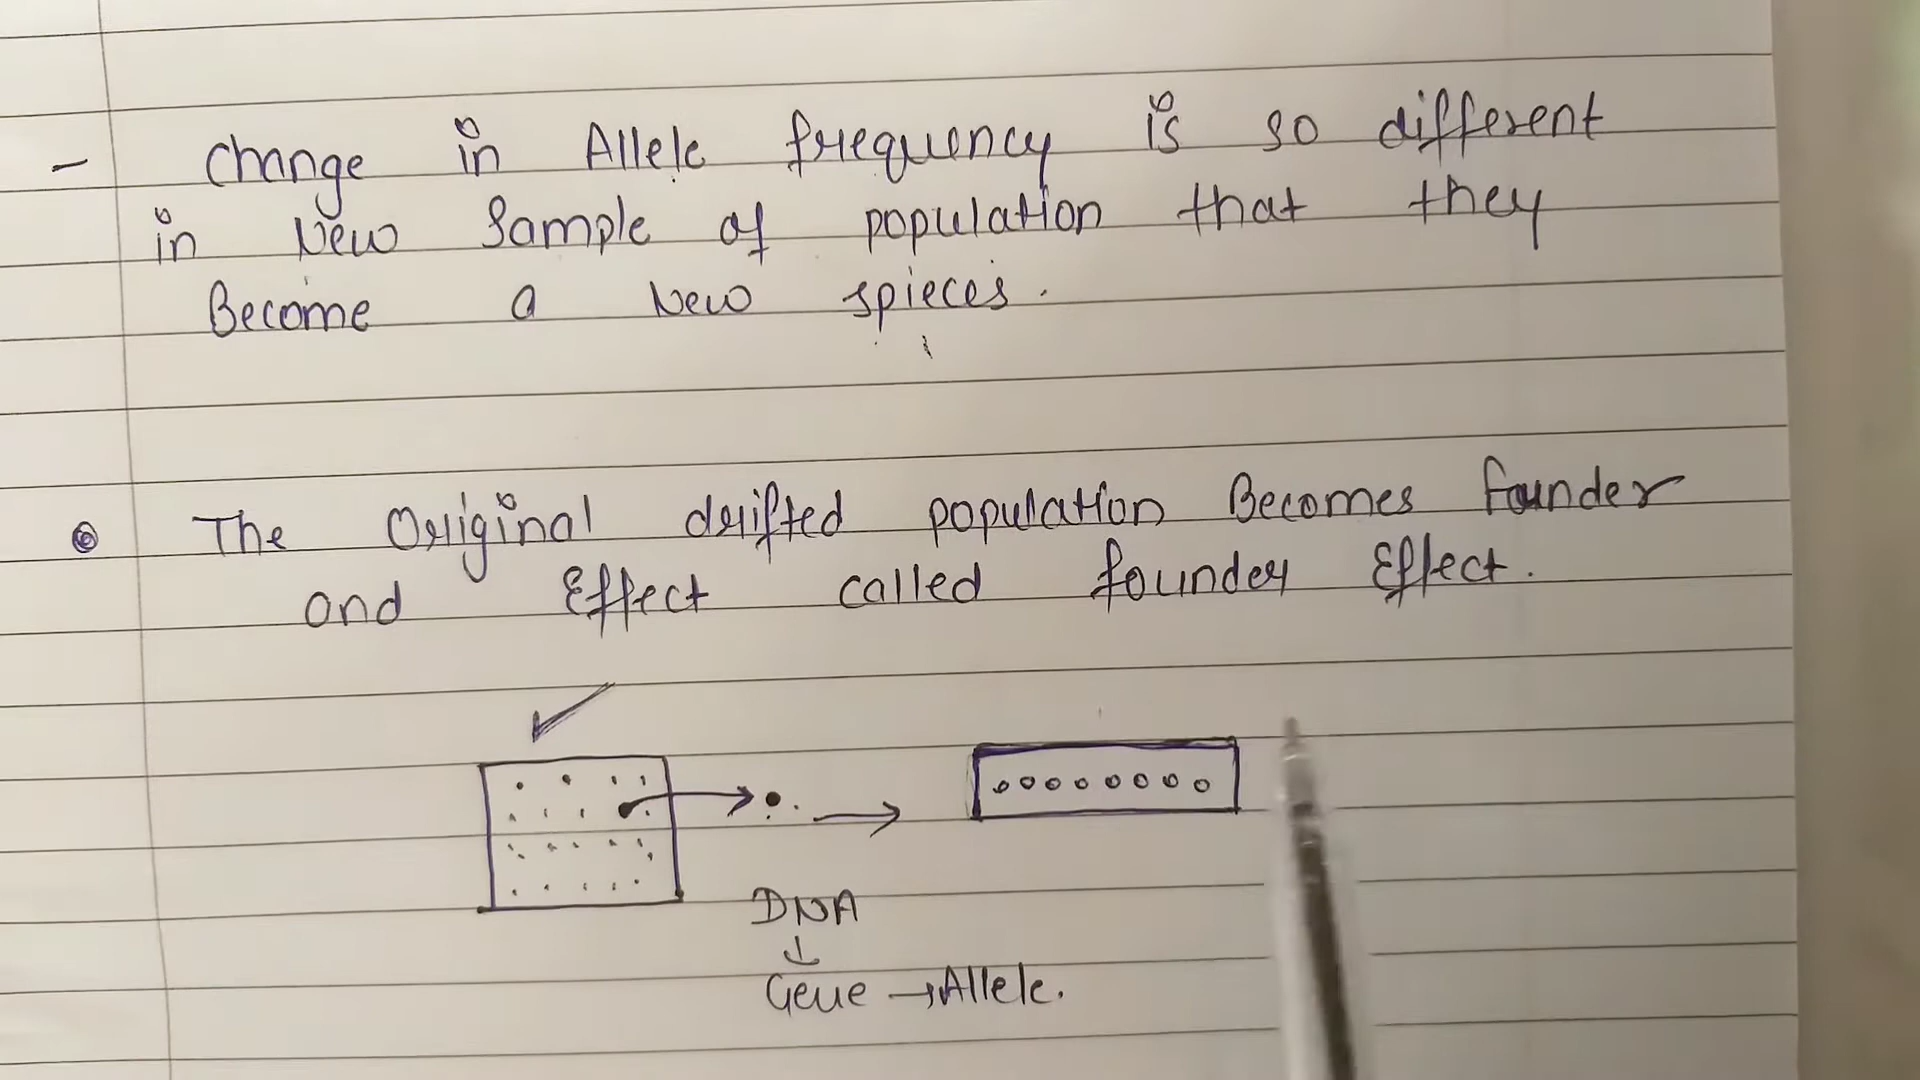 - Change in Allele frequency is so different
in New Sample of population that they
Become a New spieces.
The Original drifted population Becomes founder
and Effect called founder Effect.
DNA
↓
Gene → Allele.